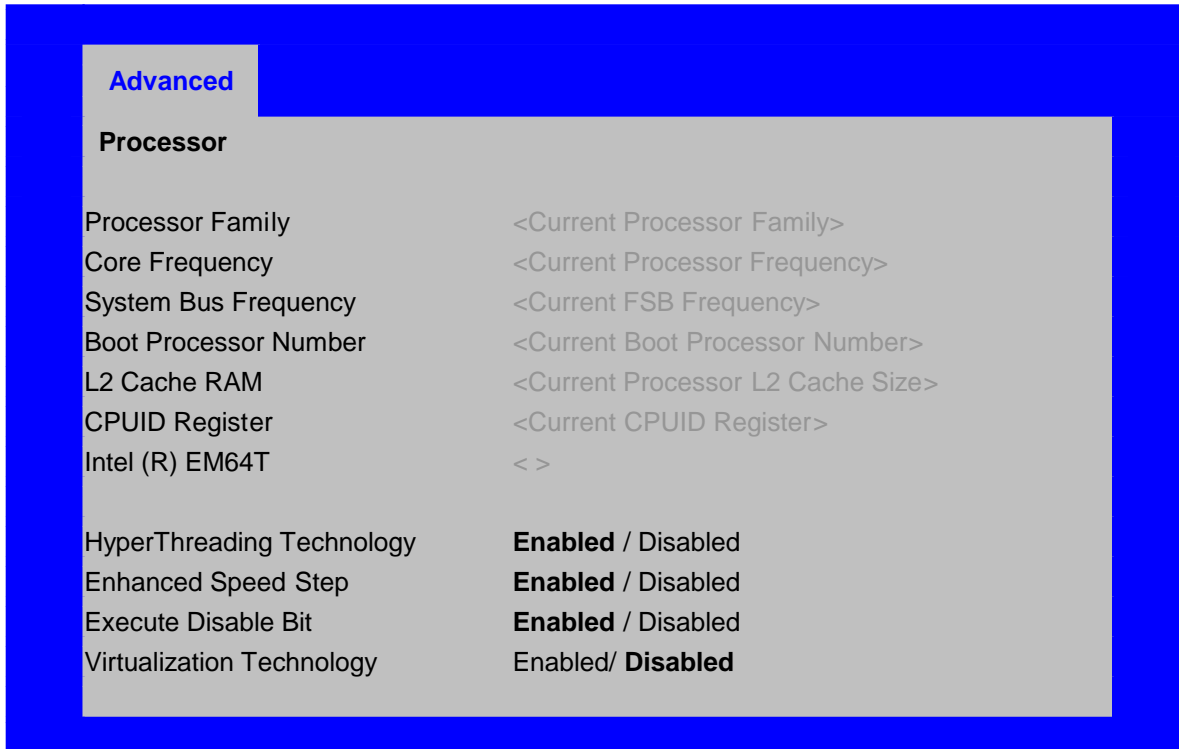 Advanced
Processor
Processor Family <Current Processor Family>
Core Frequency <Current Processor Frequency>
System Bus Frequency <Current FSB Frequency>
Boot Processor Number <Current Boot Processor Number>
L2 Cache RAM <Current Processor L2 Cache Size>
CPUID Register <Current CPUID Register>
Intel (R) EM64T < >
HyperThreading Technology Enabled / Disabled
Enhanced Speed Step Enabled / Disabled
Execute Disable Bit Enabled / Disabled
Virtualization Technology Enabled/ Disabled